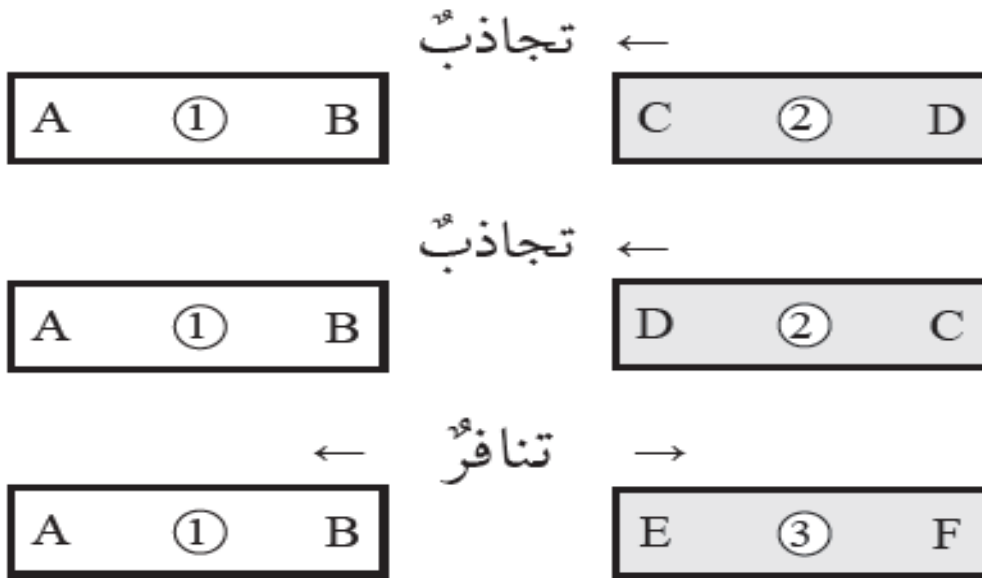 تجاذبٌ ←
A ① B C ② D
تجاذبٌ ←
A ① B D ② C
← تنافرٌ →
A ① B E ③ F